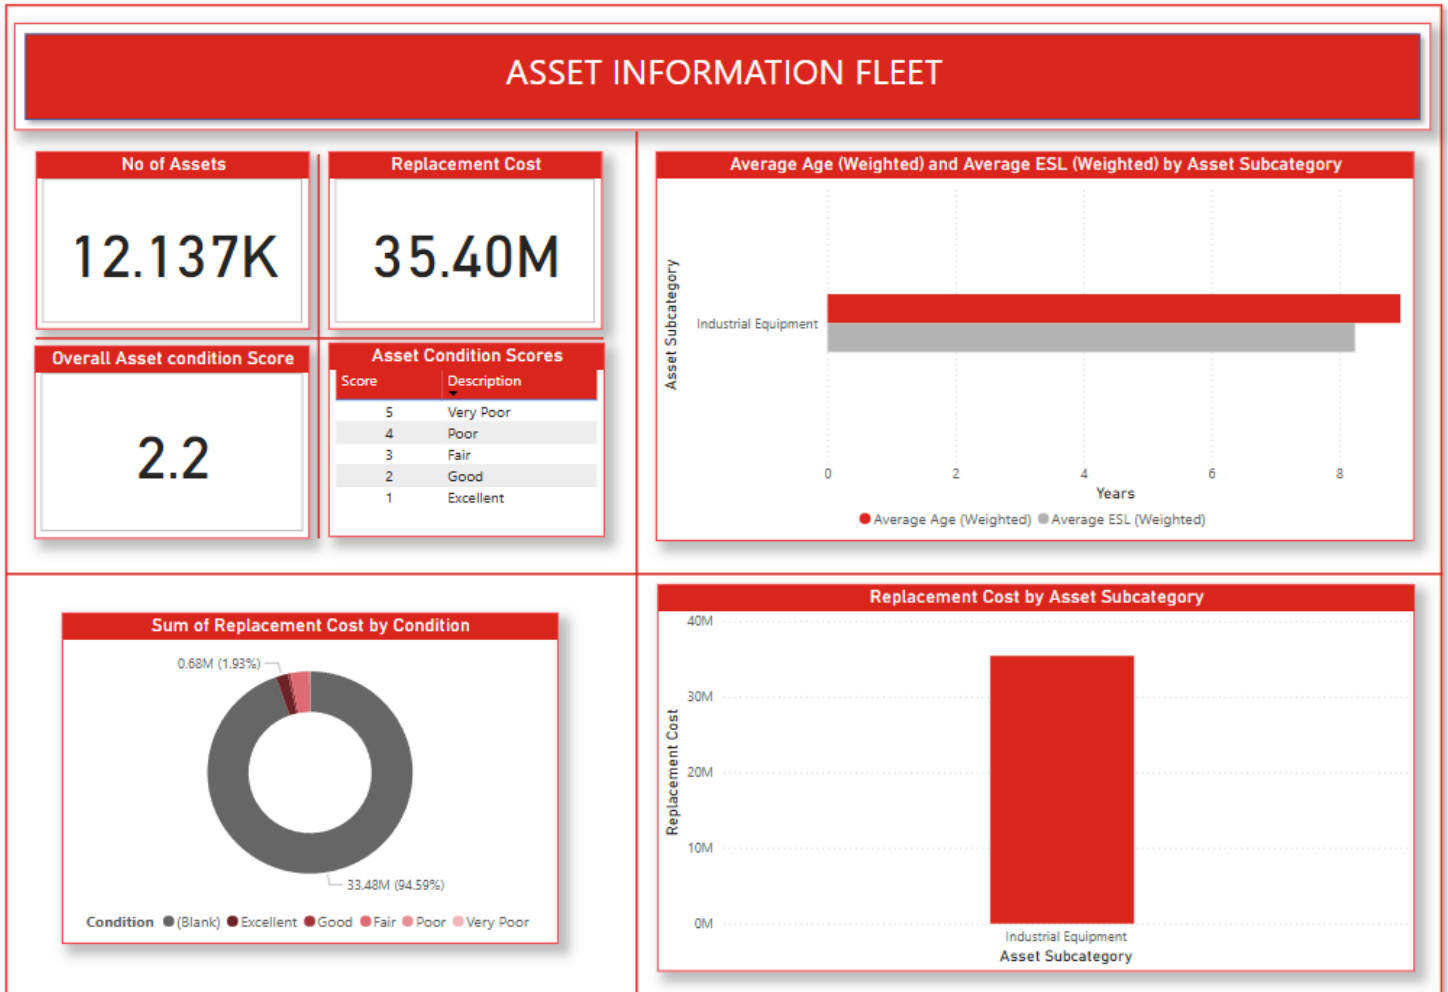 ASSET INFORMATION FLEET
No of Assets
12.137K
Replacement Cost
35.40M
Overall Asset condition Score
2.2
Asset Condition Scores
Score Description
5 Very Poor
4 Poor
3 Fair
2 Good
1 Excellent
Average Age (Weighted) and Average ESL (Weighted) by Asset Subcategory
Asset Subcategory
Industrial Equipment
0 2 4 6 8
Years
Average Age (Weighted) Average ESL (Weighted)
Sum of Replacement Cost by Condition
0.68M (1.93%)
33.48M (94.59%)
Condition (Blank) Excellent Good Fair Poor Very Poor
Replacement Cost by Asset Subcategory
Replacement Cost
40M
30M
20M
10M
0M
Industrial Equipment
Asset Subcategory